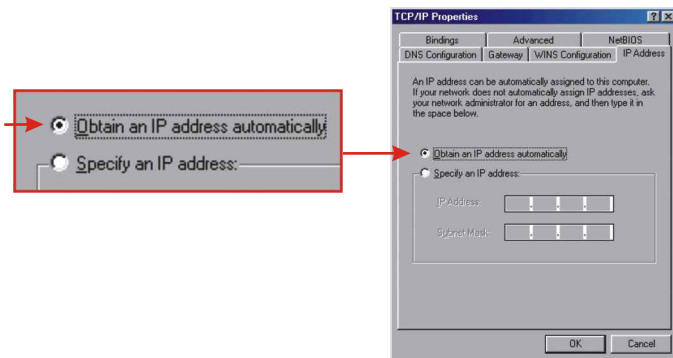 Obtain an IP address automatically
Specify an IP address:
TCP/IP Properties
Bindings
Advanced
NetBIOS
DNS Configuration
Gateway
WINS Configuration
IP Address
An IP address can be automatically assigned to this computer.
If your network does not automatically assign IP addresses, ask
your network administrator for an address, and then type it in
the space below.
Obtain an IP address automatically
Specify an IP address:
IP Address:
Subnet Mask:
OK
Cancel